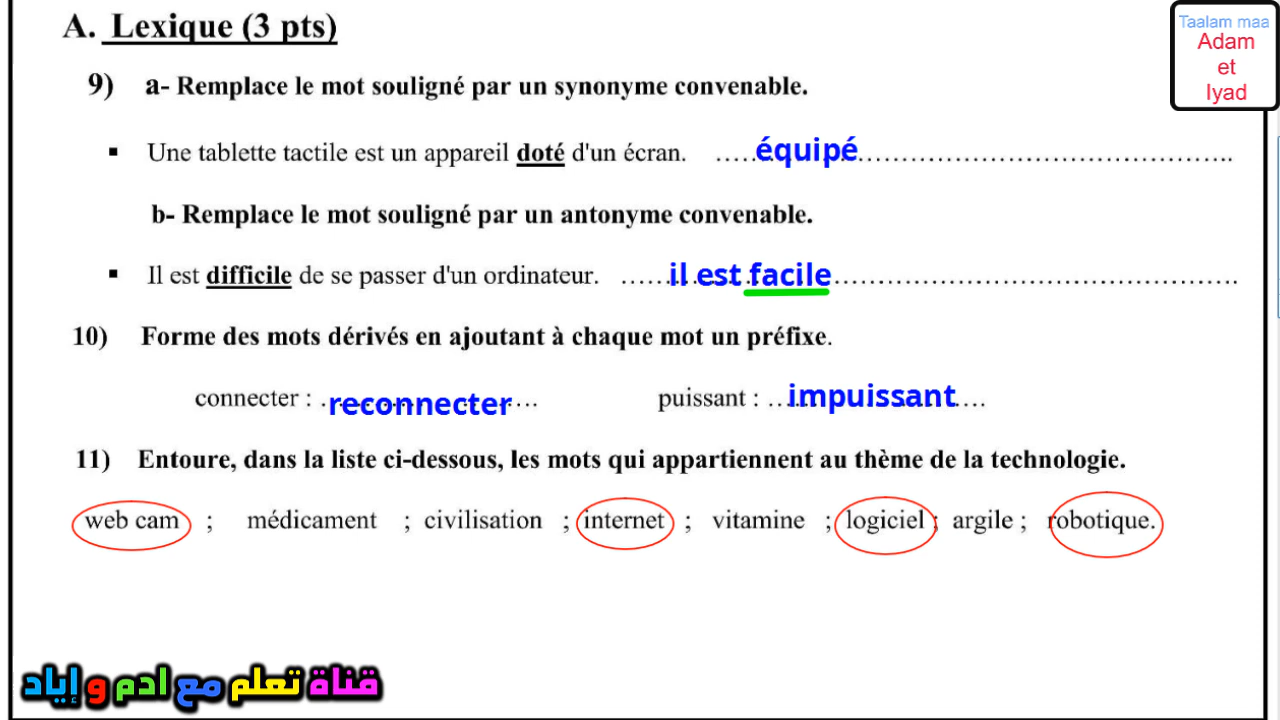 A. Lexique (3 pts)
Taalam maa
Adam
et
Iyad
9) a- Remplace le mot souligné par un synonyme convenable.
▪ Une tablette tactile est un appareil doté d'un écran. .....équipé..........................................
b- Remplace le mot souligné par un antonyme convenable.
▪ Il est difficile de se passer d'un ordinateur. ......il est facile..............................................
10) Forme des mots dérivés en ajoutant à chaque mot un préfixe.
connecter : .reconnecter.... puissant : ...impuissant....
11) Entoure, dans la liste ci-dessous, les mots qui appartiennent au thème de la technologie.
web cam ; médicament ; civilisation ; internet ; vitamine ; logiciel ; argile ; robotique.
قناة تعلم مع ادم و إياد